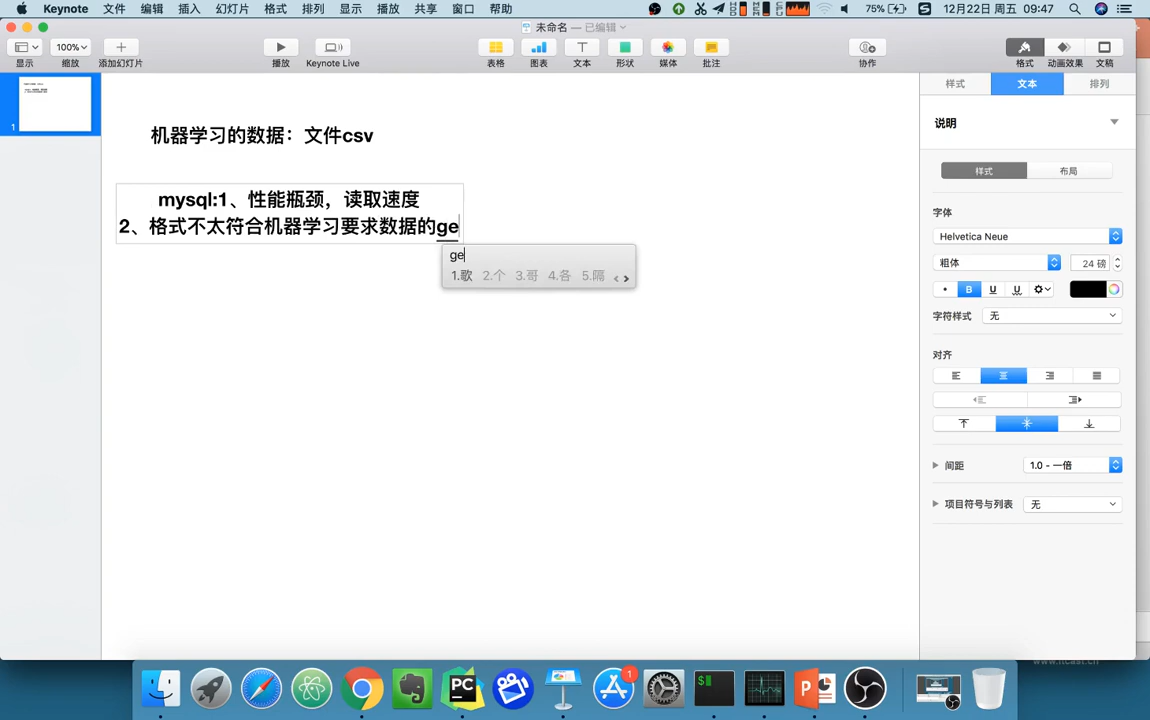 Keynote 文件 编辑 插入 幻灯片 格式 排列 显示 播放 共享 窗口 帮助 75% 12月22日 周五 09:47
未命名 — 已编辑
100%
显示 缩放 添加幻灯片 播放 Keynote Live 表格 图表 文本 形状 媒体 批注 协作 格式 动画效果 文稿
样式 文本 排列
1
机器学习的数据：文件csv
mysql:1、性能瓶颈，读取速度
2、格式不太符合机器学习要求数据的ge
ge
1.歌 2.个 3.哥 4.各 5.隔
说明
样式 布局
字体
Helvetica Neue
粗体 24 磅
B U U
字符样式 无
对齐
间距 1.0 - 一倍
项目符号与列表 无
www.itcast.cn
PC
1
$
P